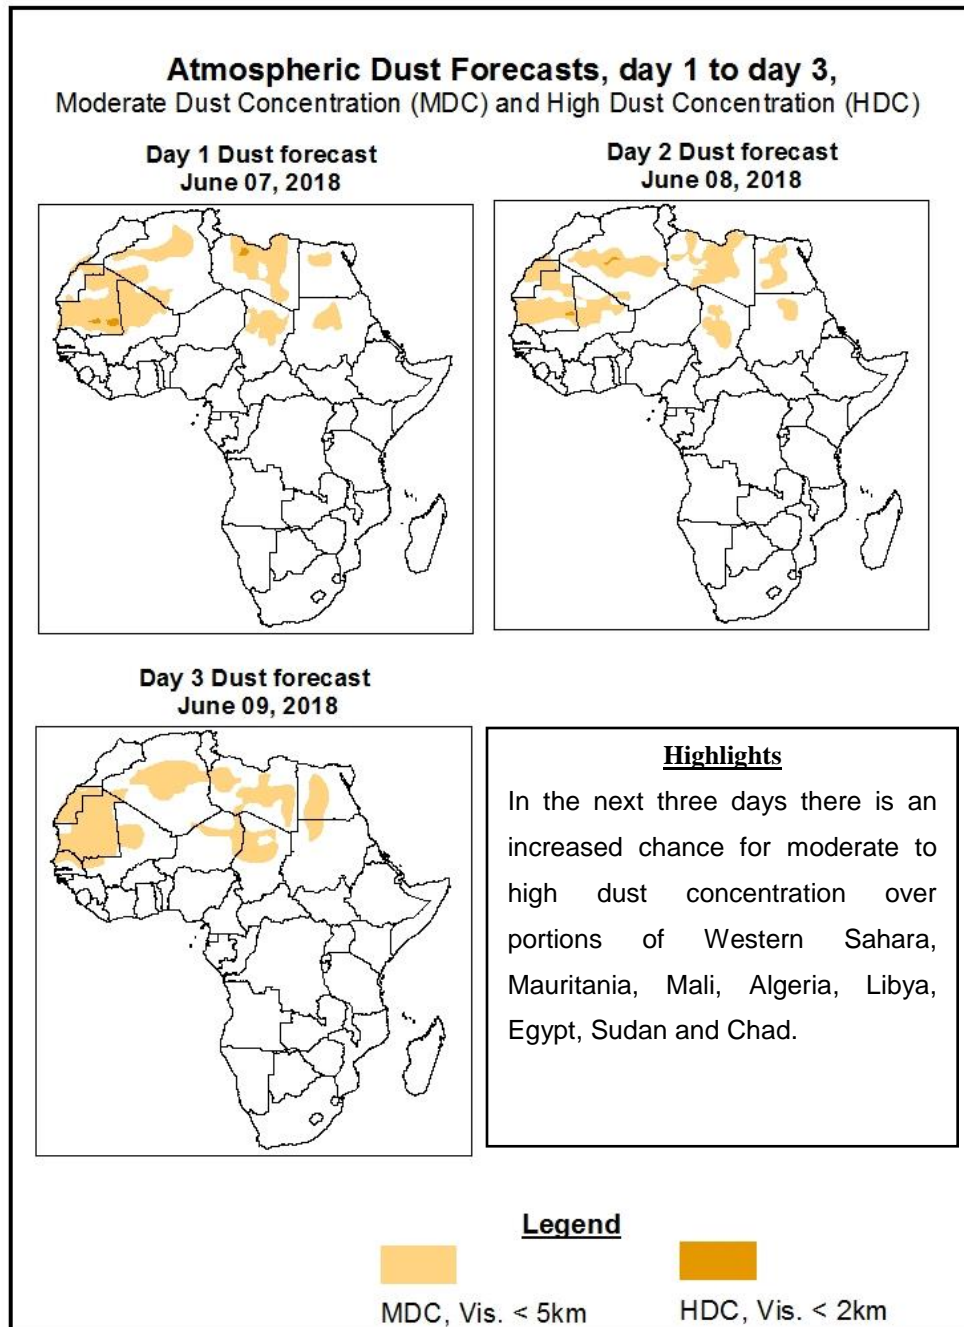 Atmospheric Dust Forecasts, day 1 to day 3,
Moderate Dust Concentration (MDC) and High Dust Concentration (HDC)
Day 1 Dust forecast
June 07, 2018
Day 2 Dust forecast
June 08, 2018
Day 3 Dust forecast
June 09, 2018
Highlights
In the next three days there is an
increased chance for moderate to
high dust concentration over
portions of Western Sahara,
Mauritania, Mali, Algeria, Libya,
Egypt, Sudan and Chad.
Legend
MDC, Vis. < 5km
HDC, Vis. < 2km